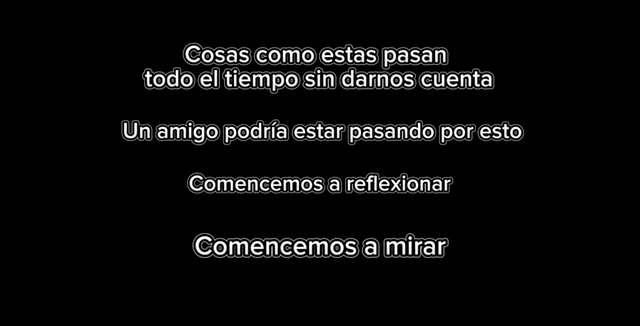 Cosas como estas pasan
todo el tiempo sin darnos cuenta
Un amigo podría estar pasando por esto
Comencemos a reflexionar
Comencemos a mirar